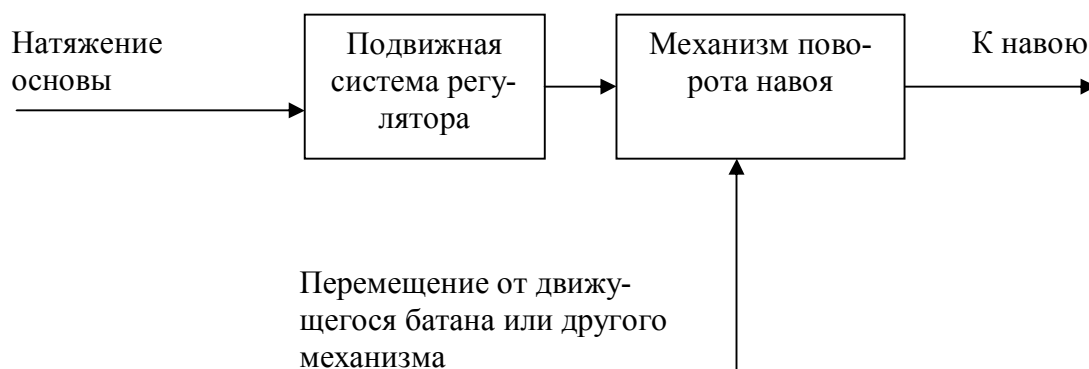 Натяжение
основы
Подвижная
система регу-
лятора
Механизм пово-
рота навоя
К навою
Перемещение от движу-
щегося батана или другого
механизма